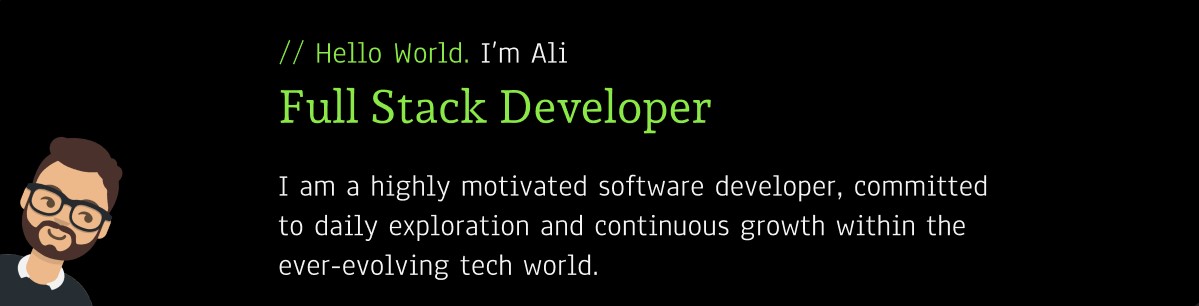 // Hello World. I'm Ali
Full Stack Developer
I am a highly motivated software developer, committed
to daily exploration and continuous growth within the
ever-evolving tech world.